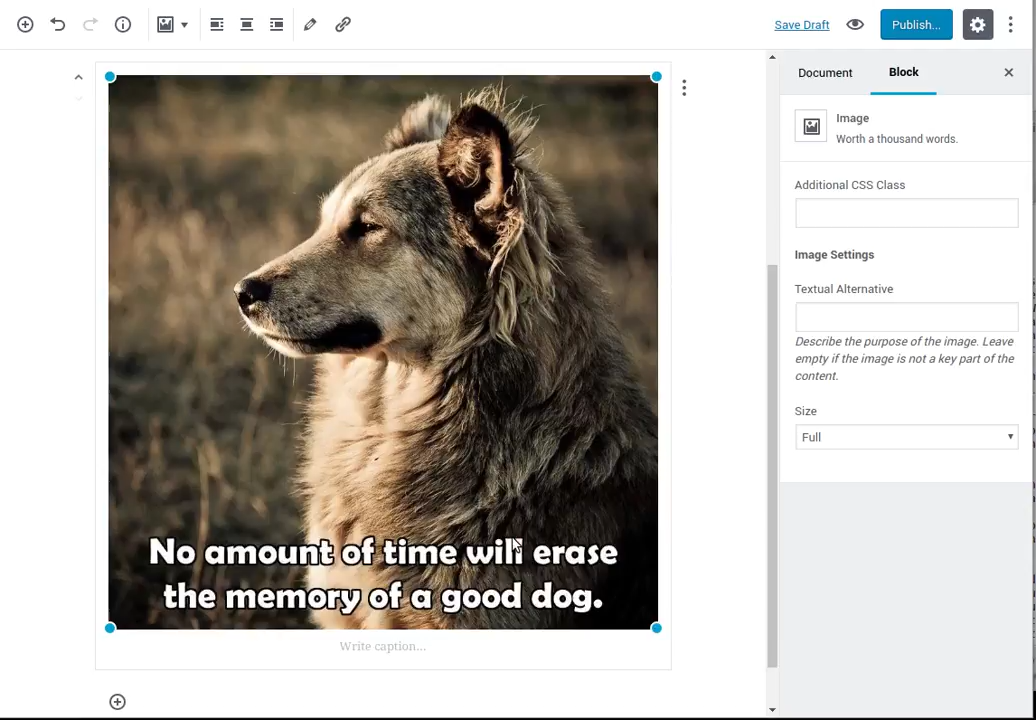 Save Draft
Publish...
Document
Block
Image
Worth a thousand words.
Additional CSS Class
Image Settings
Textual Alternative
Describe the purpose of the image. Leave
empty if the image is not a key part of the
content.
Size
Full
No amount of time will erase
the memory of a good dog.
Write caption...